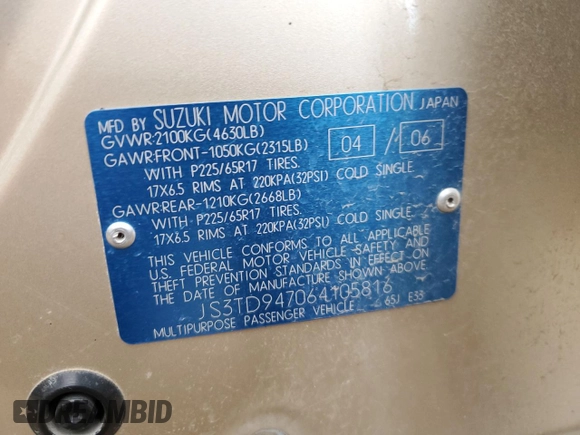 MFD BY SUZUKI MOTOR CORPORATION JAPAN
GVWR-2100KG(4630LB)
GAWR-FRONT-1050KG(2315LB) 04 / 06
WITH P225/65R17 TIRES.
17X6.5 RIMS AT 220KPA(32PSI) COLD SINGLE
GAWR-REAR-1210KG(2668LB)
WITH P225/65R17 TIRES.
17X6.5 RIMS AT 220KPA(32PSI) COLD SINGLE
THIS VEHICLE CONFORMS TO ALL APPLICABLE
U.S. FEDERAL MOTOR VEHICLE SAFETY AND
THEFT PREVENTION STANDARDS IN EFFECT ON
THE DATE OF MANUFACTURE SHOWN ABOVE
JS3TD947064105816
MULTIPURPOSE PASSENGER VEHICLE 65J E33
DREAMBID